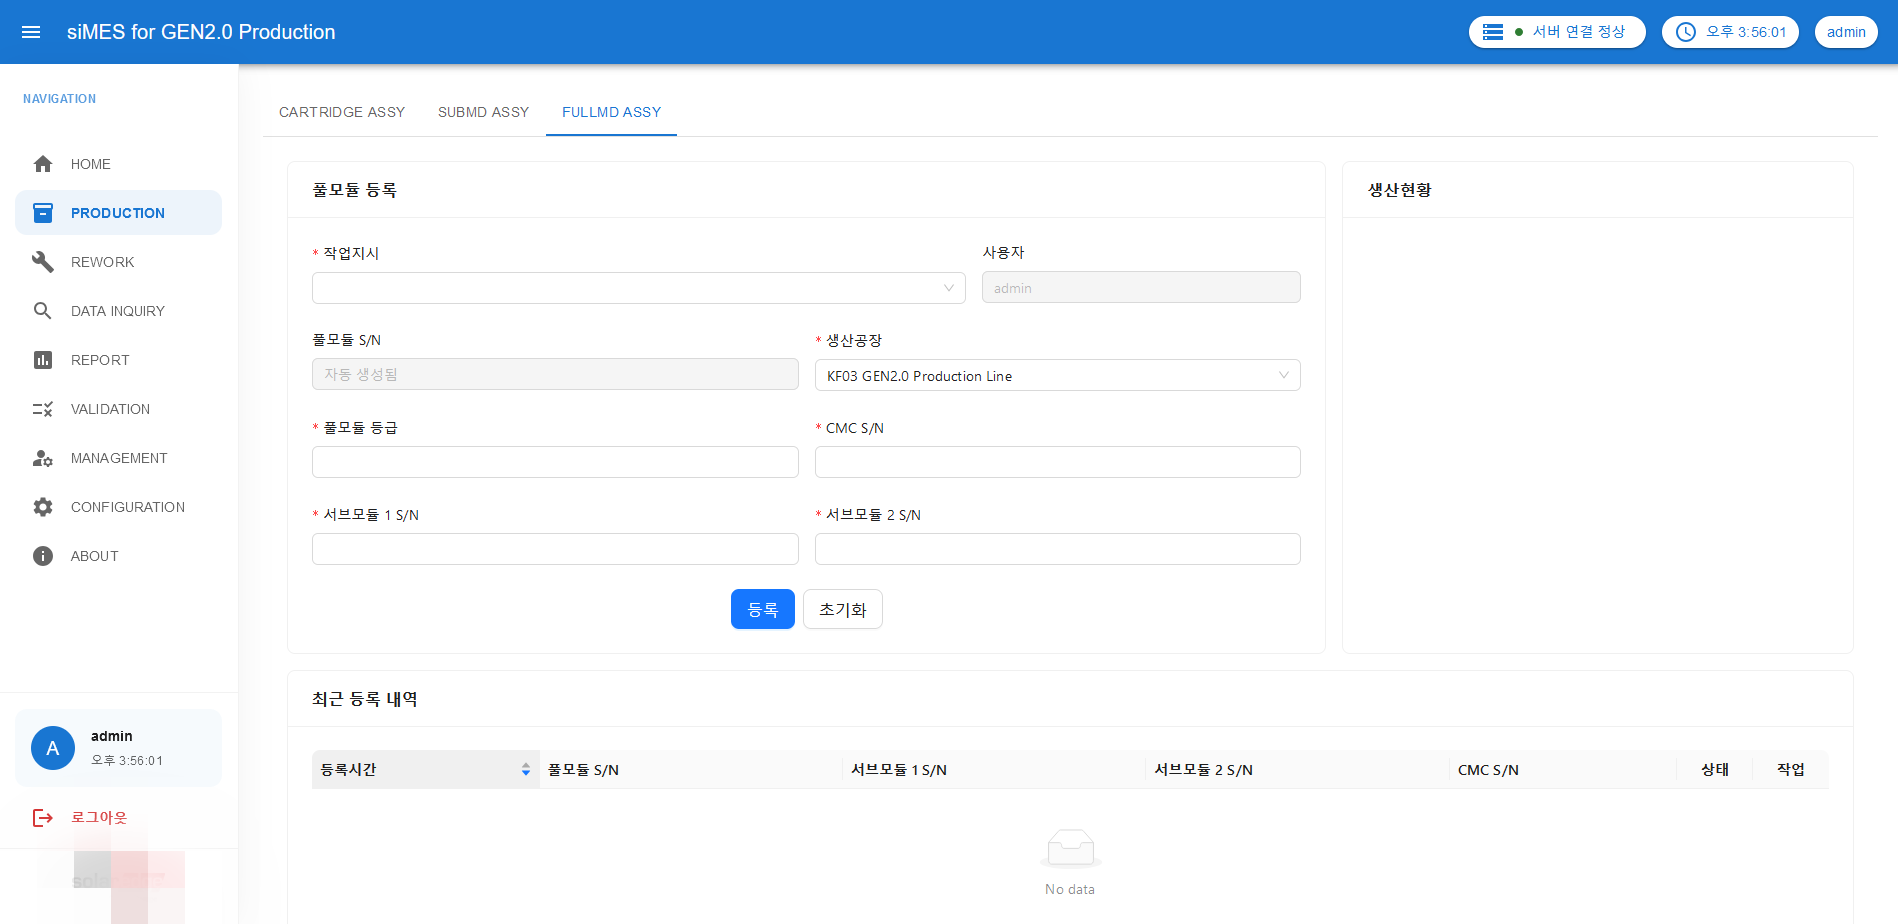 siMES for GEN2.0 Production
서버 연결 정상
오후 3:56:01
admin
NAVIGATION
HOME
PRODUCTION
REWORK
DATA INQUIRY
REPORT
VALIDATION
MANAGEMENT
CONFIGURATION
ABOUT
A
admin
오후 3:56:01
로그아웃
CARTRIDGE ASSY
SUBMD ASSY
FULLMD ASSY
풀모듈 등록
* 작업지시
사용자
admin
풀모듈 S/N
* 생산공장
자동 생성됨
KF03 GEN2.0 Production Line
* 풀모듈 등급
* CMC S/N
* 서브모듈 1 S/N
* 서브모듈 2 S/N
등록
초기화
생산현황
최근 등록 내역
등록시간
풀모듈 S/N
서브모듈 1 S/N
서브모듈 2 S/N
CMC S/N
상태
작업
No data